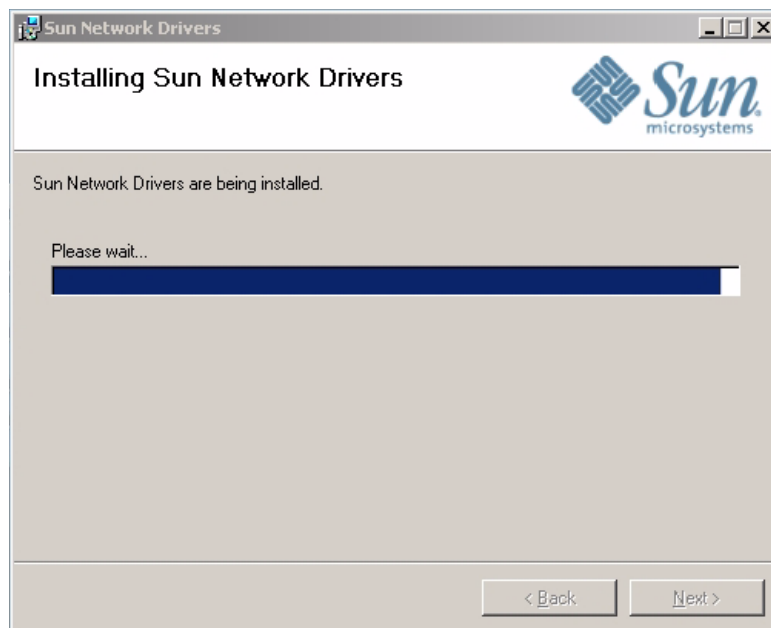 Sun Network Drivers
Installing Sun Network Drivers
Sun
microsystems
Sun Network Drivers are being installed.
Please wait...
< Back
Next >